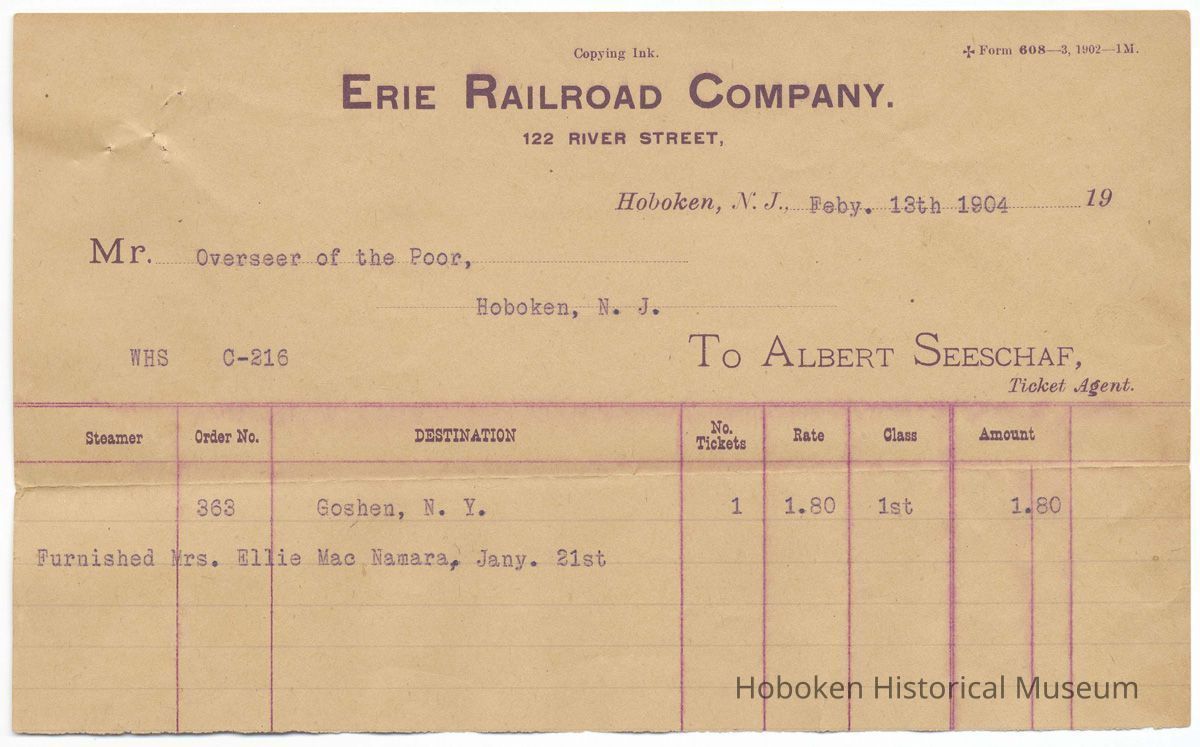 Copying Ink.
✢ Form 608—3, 1902—1M.
ERIE RAILROAD COMPANY.
122 RIVER STREET,
Hoboken, N. J., Feby. 13th 1904 19
Mr. Overseer of the Poor,
Hoboken, N. J.
WHS C-216
TO ALBERT SEESCHAF,
Ticket Agent.
Steamer Order No. DESTINATION No. Tickets Rate Class Amount
363 Goshen, N. Y. 1 1.80 1st 1.80
Furnished Mrs. Ellie Mac Namara, Jany. 21st
Hoboken Historical Museum